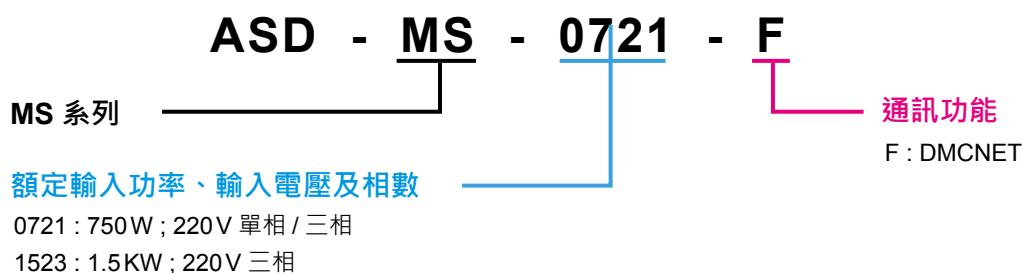 ASD - MS - 0721 - F
MS 系列
通訊功能
F : DMCNET
額定輸入功率、輸入電壓及相數
0721 : 750W ; 220V 單相 / 三相
1523 : 1.5KW ; 220V 三相